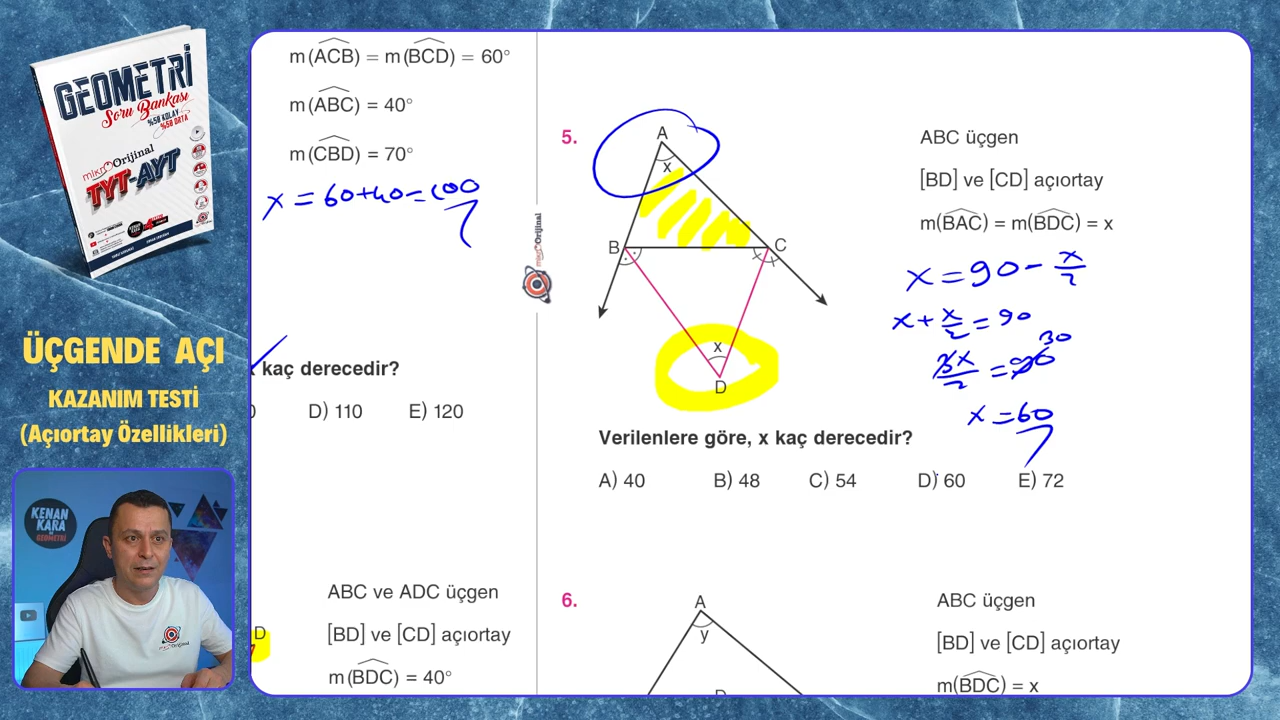 GEOMETRİ
Soru Bankası
%50 KOLAY
%50 ORTA
mikro Orijinal
TYT-AYT
ÜÇGENDE AÇI
KAZANIM TESTİ
(Açıortay Özellikleri)
KENAN
KARA
GEOMETRİ
m(ACB) = m(BCD) = 60°
m(ABC) = 40°
m(CBD) = 70°
x = 60+40=100
x kaç derecedir?
D) 110 E) 120
ABC ve ADC üçgen
[BD] ve [CD] açıortay
m(BDC) = 40°
D
mikro Orijinal
5.
A
x
B
C
x
D
ABC üçgen
[BD] ve [CD] açıortay
m(BAC) = m(BDC) = x
x = 90 - x/2
x + x/2 = 90
3x/2 = 90 30
x = 60
Verilenlere göre, x kaç derecedir?
A) 40 B) 48 C) 54 D) 60 E) 72
6.
A
y
D
ABC üçgen
[BD] ve [CD] açıortay
m(BDC) = x